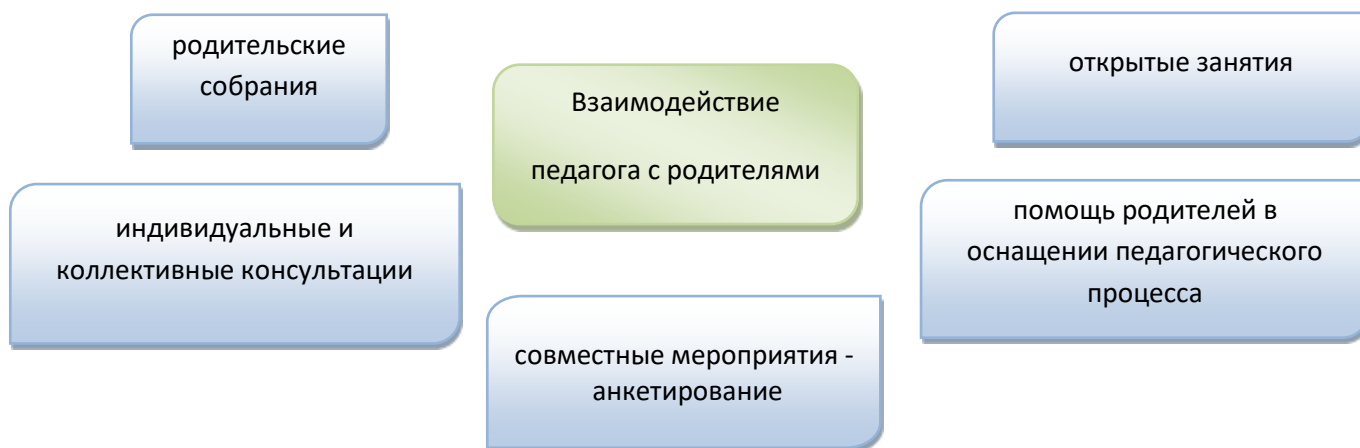 родительские
собрания
Взаимодействие
педагога с родителями
открытые занятия
индивидуальные и
коллективные консультации
помощь родителей в
оснащении педагогического
процесса
совместные мероприятия -
анкетирование